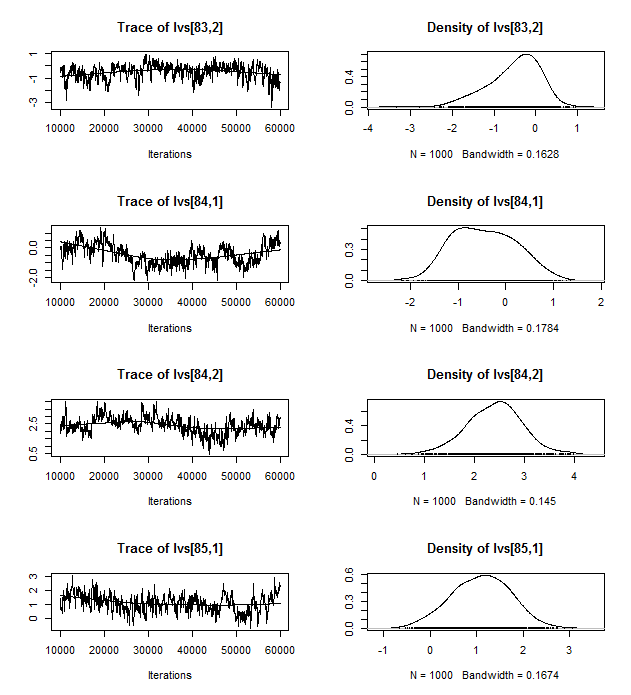 Trace of lvs[83,2]
Density of lvs[83,2]
1
-1
-3
10000 20000 30000 40000 50000 60000
Iterations
0.4
0.0
-4 -3 -2 -1 0 1
N = 1000 Bandwidth = 0.1628
Trace of lvs[84,1]
Density of lvs[84,1]
0.0
-2.0
10000 20000 30000 40000 50000 60000
Iterations
0.3
0.0
-2 -1 0 1 2
N = 1000 Bandwidth = 0.1784
Trace of lvs[84,2]
Density of lvs[84,2]
2.5
0.5
10000 20000 30000 40000 50000 60000
Iterations
0.4
0.0
0 1 2 3 4
N = 1000 Bandwidth = 0.145
Trace of lvs[85,1]
Density of lvs[85,1]
3
2
1
0
10000 20000 30000 40000 50000 60000
Iterations
0.6
0.3
0.0
-1 0 1 2 3
N = 1000 Bandwidth = 0.1674